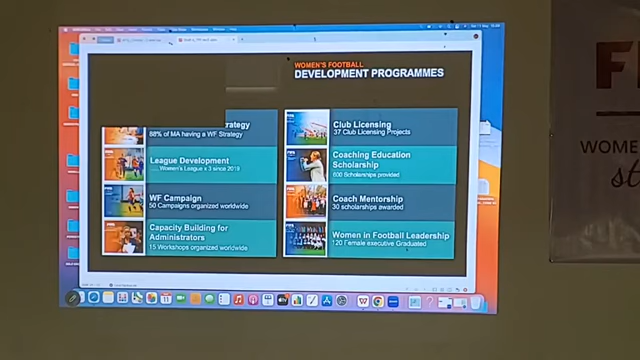 WOMEN'S FOOTBALL
DEVELOPMENT PROGRAMMES
88% of MA having a WF Strategy
League Development
Women's League x 3 since 2019
WF Campaign
50 Campaigns organized worldwide
Capacity Building for
Administrators
15 Workshops organized worldwide
Club Licensing
37 Club Licensing Projects
Coaching Education
Scholarship
600 Scholarships provided
Coach Mentorship
30 scholarships awarded
Women in Football Leadership
120 Female executive Graduated
F
WOME
st